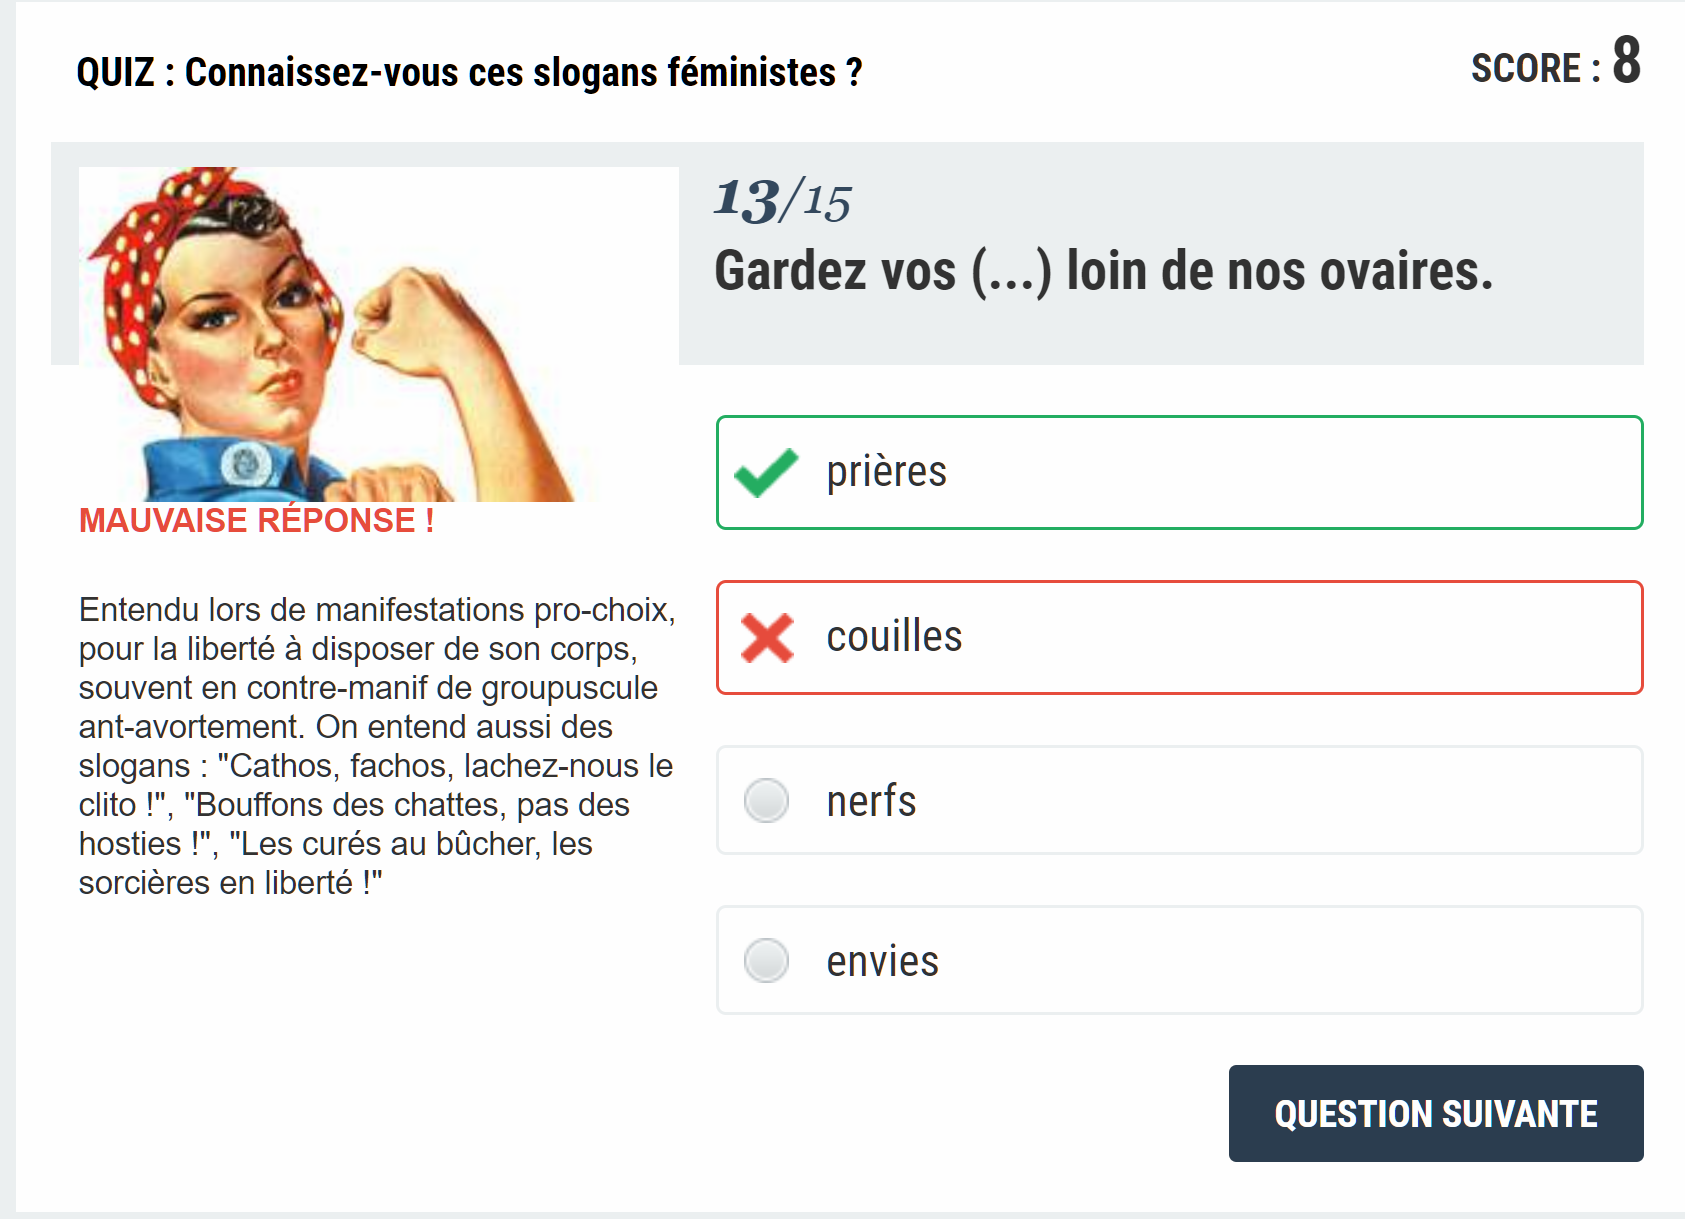 QUIZ : Connaissez-vous ces slogans féministes ?
SCORE : 8
13/15
Gardez vos (...) loin de nos ovaires.
MAUVAISE RÉPONSE !
Entendu lors de manifestations pro-choix,
pour la liberté à disposer de son corps,
souvent en contre-manif de groupuscule
ant-avortement. On entend aussi des
slogans : "Cathos, fachos, lachez-nous le
clito !", "Bouffons des chattes, pas des
hosties !", "Les curés au bûcher, les
sorcières en liberté !"
prières
couilles
nerfs
envies
QUESTION SUIVANTE